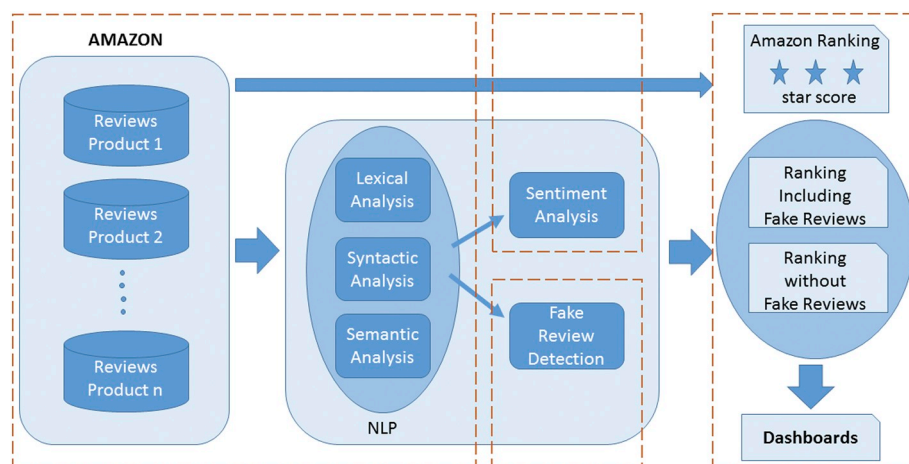 AMAZON
Reviews
Product 1
Reviews
Product 2
Reviews
Product n
Lexical
Analysis
Syntactic
Analysis
Semantic
Analysis
NLP
Sentiment
Analysis
Fake
Review
Detection
Amazon Ranking
star score
Ranking
Including
Fake Reviews
Ranking
without
Fake Reviews
Dashboards